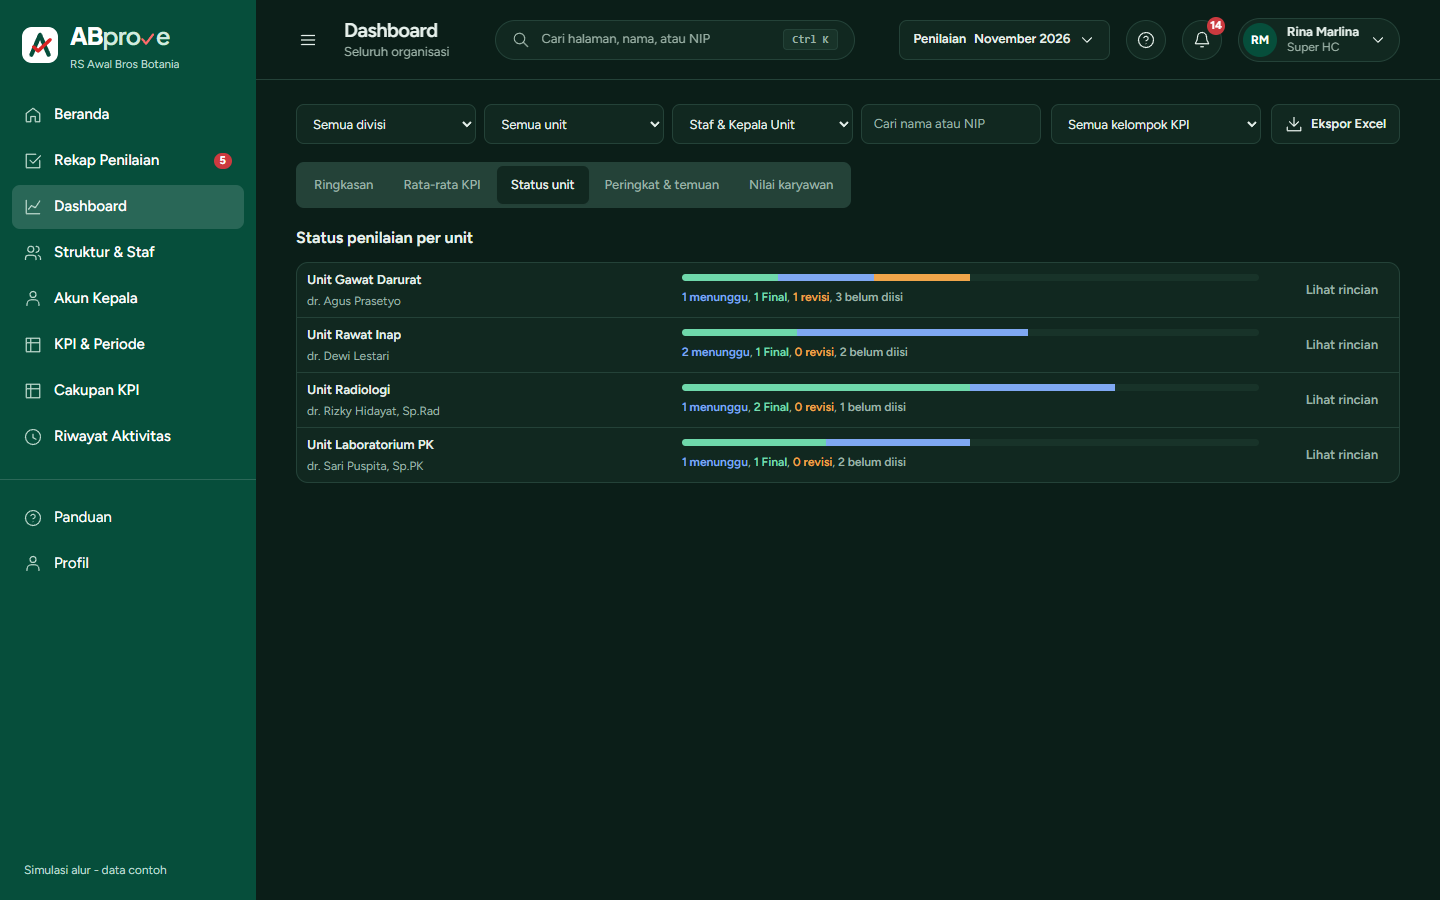 ABprove
RS Awal Bros Botania
Beranda
Rekap Penilaian 5
Dashboard
Struktur & Staf
Akun Kepala
KPI & Periode
Cakupan KPI
Riwayat Aktivitas
Panduan
Profil
Simulasi alur - data contoh
Dashboard
Seluruh organisasi
Cari halaman, nama, atau NIP Ctrl K
Penilaian November 2026
14
RM
Rina Marlina
Super HC
Semua divisi Semua unit Staf & Kepala Unit Cari nama atau NIP Semua kelompok KPI Ekspor Excel
Ringkasan Rata-rata KPI Status unit Peringkat & temuan Nilai karyawan
Status penilaian per unit
Unit Gawat Darurat
dr. Agus Prasetyo
1 menunggu, 1 Final, 1 revisi, 3 belum diisi
Lihat rincian
Unit Rawat Inap
dr. Dewi Lestari
2 menunggu, 1 Final, 0 revisi, 2 belum diisi
Lihat rincian
Unit Radiologi
dr. Rizky Hidayat, Sp.Rad
1 menunggu, 2 Final, 0 revisi, 1 belum diisi
Lihat rincian
Unit Laboratorium PK
dr. Sari Puspita, Sp.PK
1 menunggu, 1 Final, 0 revisi, 2 belum diisi
Lihat rincian